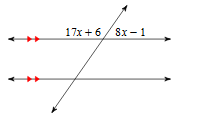 17x + 6 8x − 1